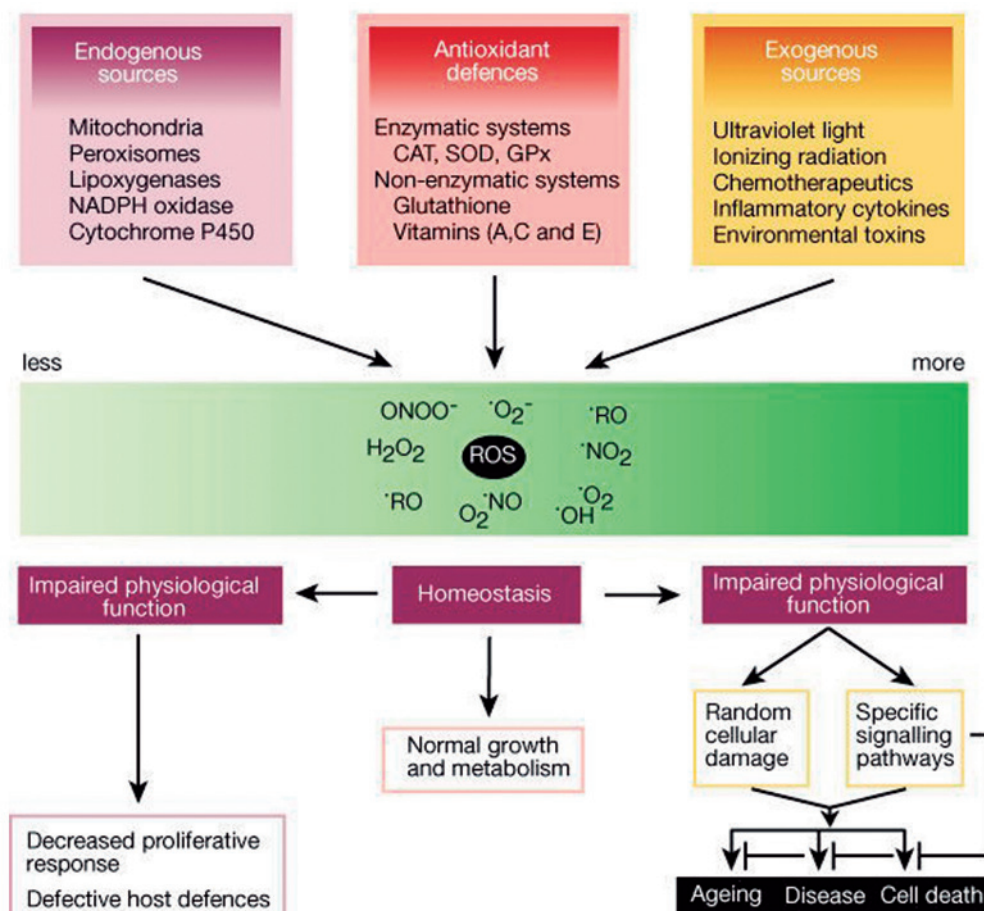 Endogenous
sources
Mitochondria
Peroxisomes
Lipoxygenases
NADPH oxidase
Cytochrome P450
Antioxidant
defences
Enzymatic systems
CAT, SOD, GPx
Non-enzymatic systems
Glutathione
Vitamins (A,C and E)
Exogenous
sources
Ultraviolet light
Ionizing radiation
Chemotherapeutics
Inflammatory cytokines
Environmental toxins
less
more
ONOO⁻ ·O₂⁻ ·RO
H₂O₂ ROS ·NO₂
·RO O₂ ·NO ·OH ·O₂
Impaired physiological
function
Homeostasis
Impaired physiological
function
Normal growth
and metabolism
Random
cellular
damage
Specific
signalling
pathways
Decreased proliferative
response
Defective host defences
Ageing Disease Cell death